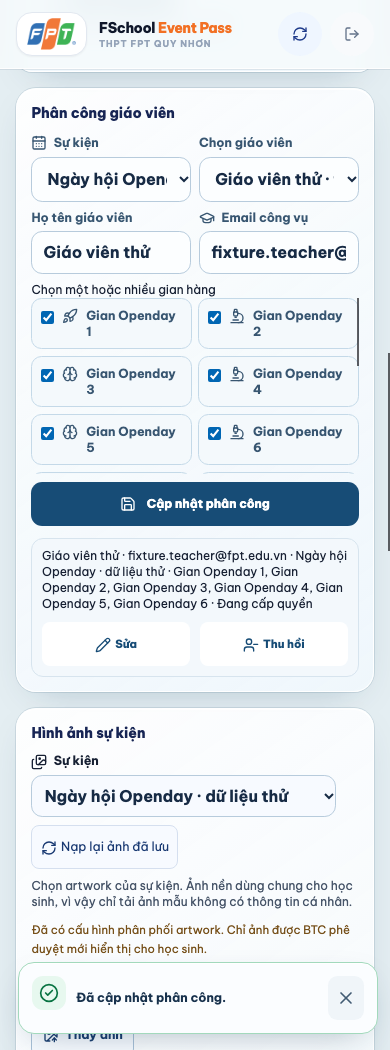 FPT
FSchool Event Pass
THPT FPT QUY NHƠN
Phân công giáo viên
Sự kiện
Chọn giáo viên
Ngày hội Open
Giáo viên thử ·
Họ tên giáo viên
Email công vụ
Giáo viên thử
fixture.teacher@
Chọn một hoặc nhiều gian hàng
Gian Openday
1
Gian Openday
2
Gian Openday
3
Gian Openday
4
Gian Openday
5
Gian Openday
6
Cập nhật phân công
Giáo viên thử · fixture.teacher@fpt.edu.vn · Ngày hội
Openday · dữ liệu thử · Gian Openday 1, Gian
Openday 2, Gian Openday 3, Gian Openday 4, Gian
Openday 5, Gian Openday 6 · Đang cấp quyền
Sửa
Thu hồi
Hình ảnh sự kiện
Sự kiện
Ngày hội Openday · dữ liệu thử
Nạp lại ảnh đã lưu
Chọn artwork của sự kiện. Ảnh nền dùng chung cho học
sinh, vì vậy chỉ tải ảnh mẫu không có thông tin cá nhân.
Đã có cấu hình phân phối artwork. Chỉ ảnh được BTC phê
duyệt mới hiển thị cho học sinh.
Đã cập nhật phân công.
Thay ảnh